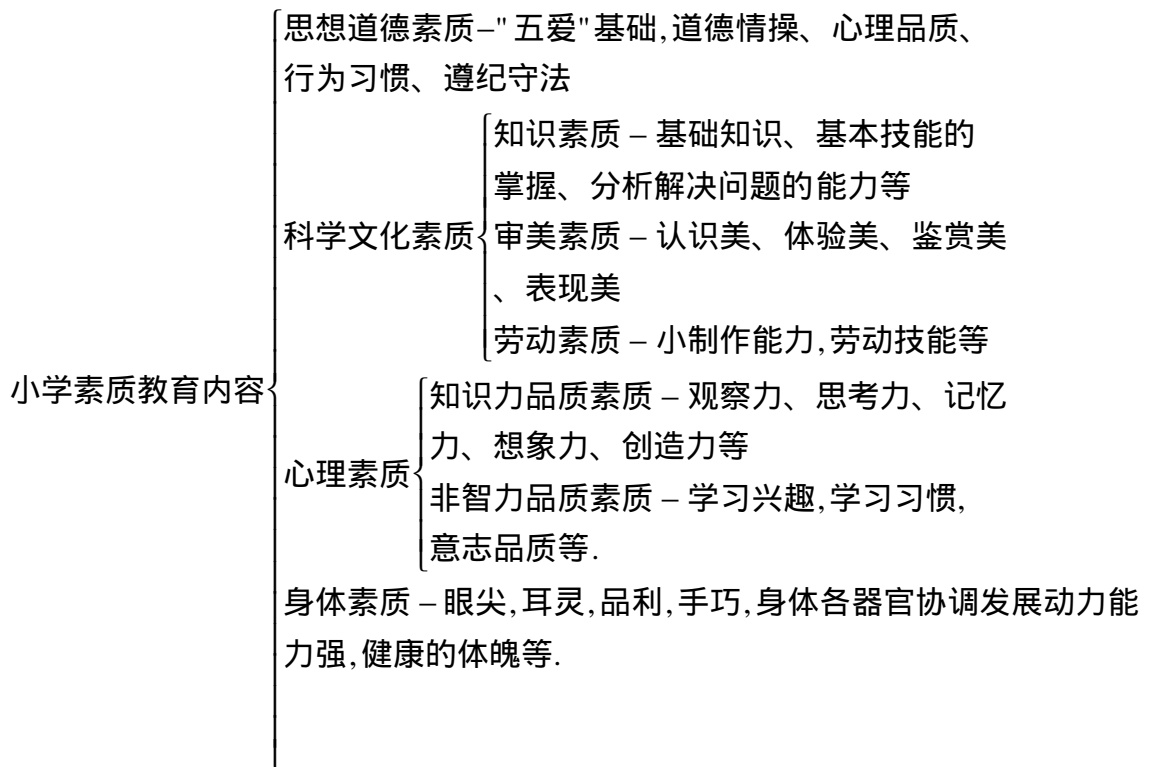 思想道德素质–"五爱"基础,道德情操、心理品质、
行为习惯、遵纪守法
知识素质 – 基础知识、基本技能的
掌握、分析解决问题的能力等
科学文化素质
审美素质 – 认识美、体验美、鉴赏美
、表现美
劳动素质 – 小制作能力,劳动技能等
小学素质教育内容
知识力品质素质 – 观察力、思考力、记忆
力、想象力、创造力等
心理素质
非智力品质素质 – 学习兴趣,学习习惯,
意志品质等.
身体素质 – 眼尖,耳灵,品利,手巧,身体各器官协调发展动力能
力强,健康的体魄等.